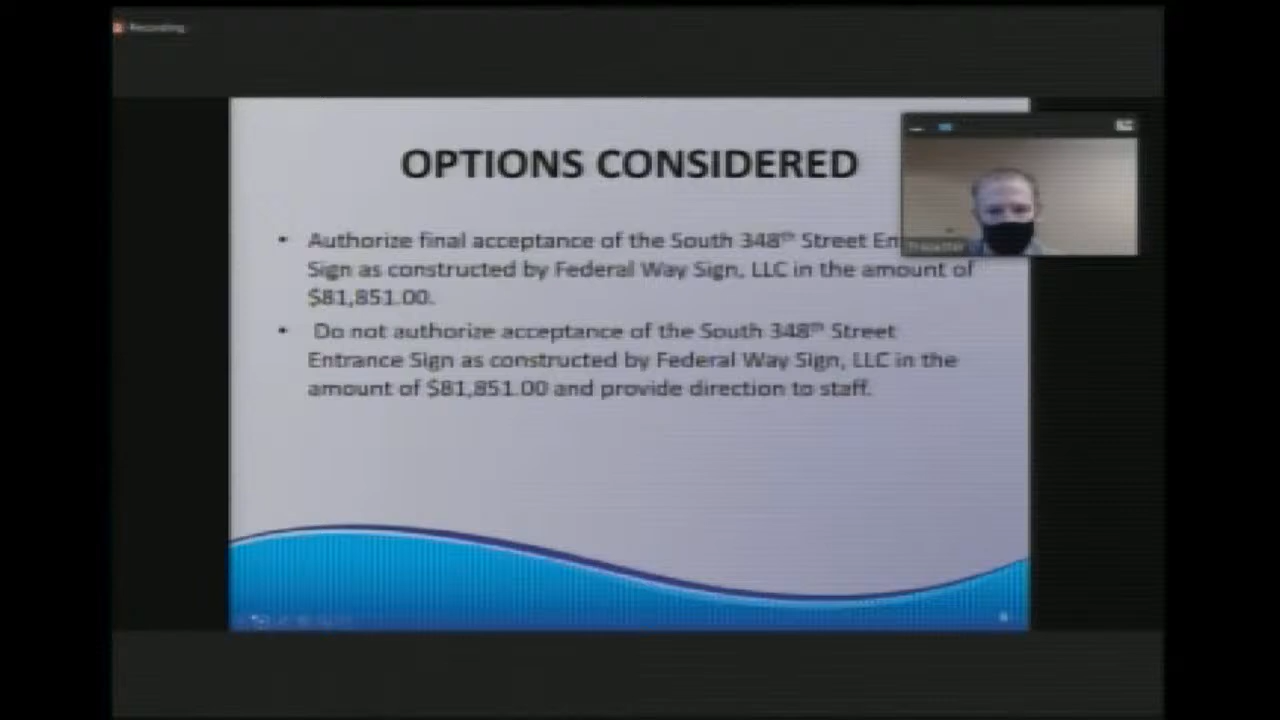 Recording
OPTIONS CONSIDERED
• Authorize final acceptance of the South 348th Street En
Sign as constructed by Federal Way Sign, LLC in the amount of
$81,851.00.
• Do not authorize acceptance of the South 348th Street
Entrance Sign as constructed by Federal Way Sign, LLC in the
amount of $81,851.00 and provide direction to staff.